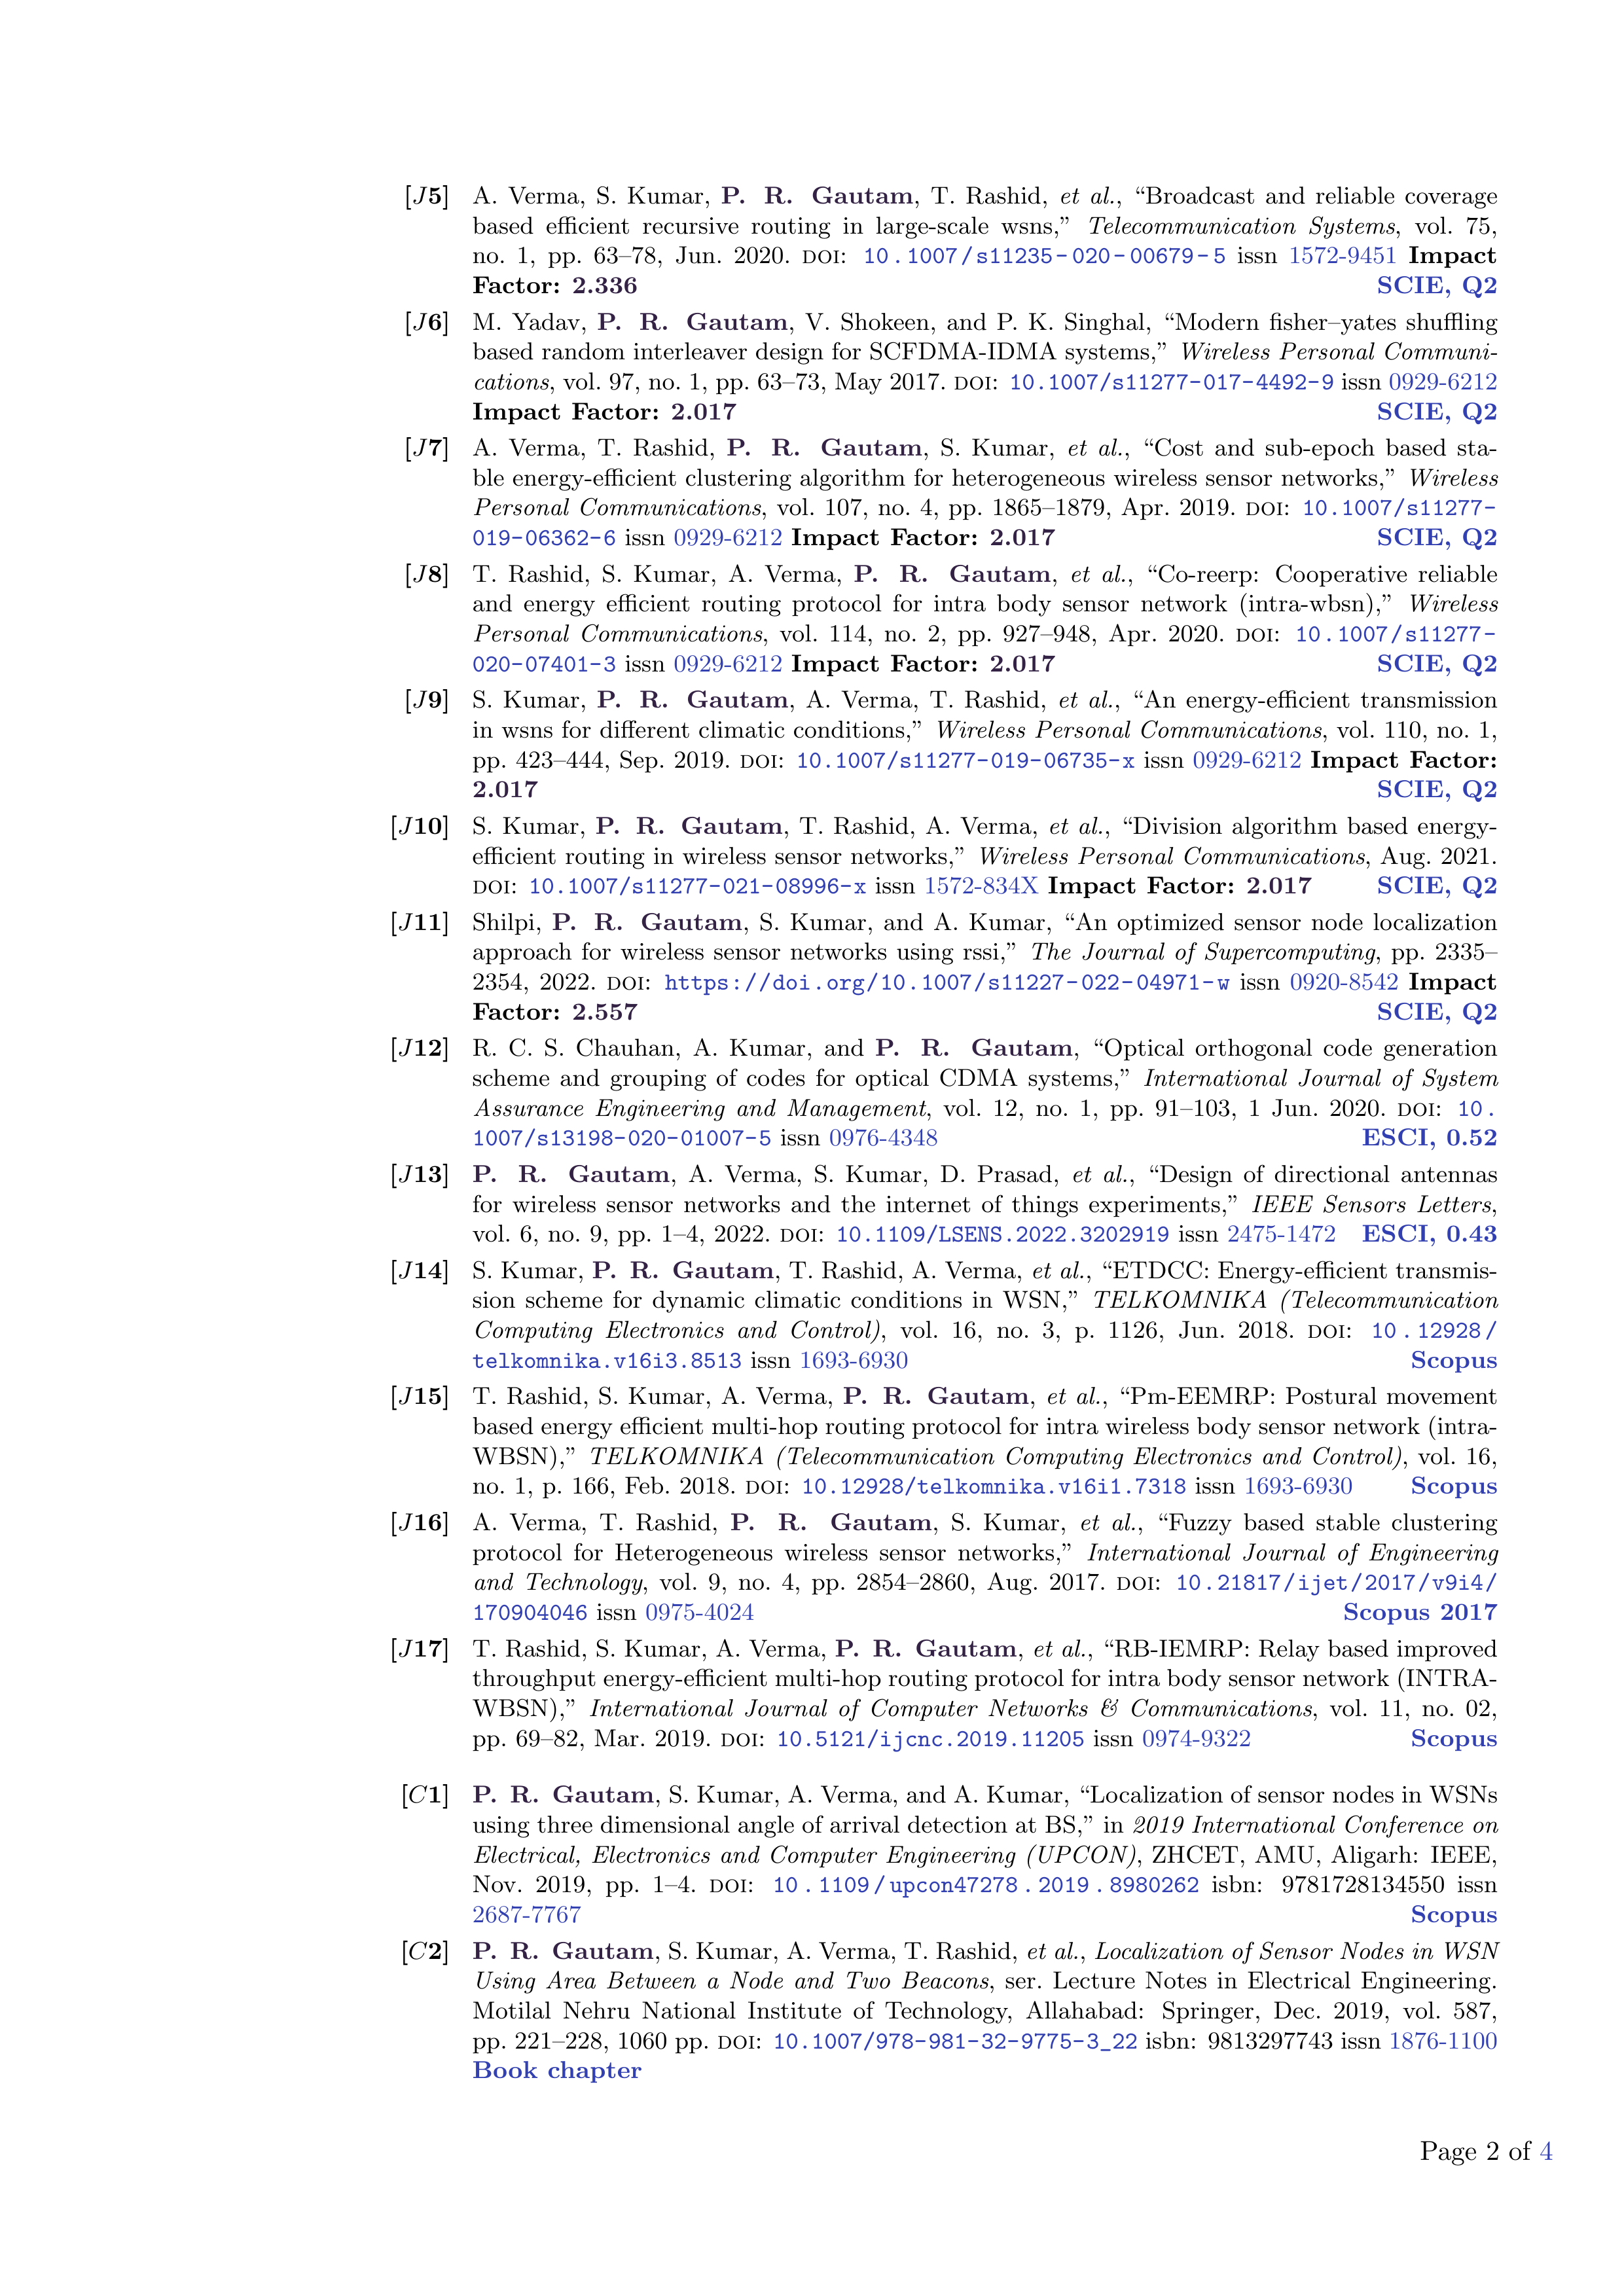 [J5] A. Verma, S. Kumar, P. R. Gautam, T. Rashid, et al., “Broadcast and reliable coverage
based efficient recursive routing in large-scale wsns,” Telecommunication Systems, vol. 75,
no. 1, pp. 63–78, Jun. 2020. DOI: 10.1007/s11235-020-00679-5 issn 1572-9451 Impact
Factor: 2.336 SCIE, Q2
[J6] M. Yadav, P. R. Gautam, V. Shokeen, and P. K. Singhal, “Modern fisher–yates shuffling
based random interleaver design for SCFDMA-IDMA systems,” Wireless Personal Communi-
cations, vol. 97, no. 1, pp. 63–73, May 2017. DOI: 10.1007/s11277-017-4492-9 issn 0929-6212
Impact Factor: 2.017 SCIE, Q2
[J7] A. Verma, T. Rashid, P. R. Gautam, S. Kumar, et al., “Cost and sub-epoch based sta-
ble energy-efficient clustering algorithm for heterogeneous wireless sensor networks,” Wireless
Personal Communications, vol. 107, no. 4, pp. 1865–1879, Apr. 2019. DOI: 10.1007/s11277-
019-06362-6 issn 0929-6212 Impact Factor: 2.017 SCIE, Q2
[J8] T. Rashid, S. Kumar, A. Verma, P. R. Gautam, et al., “Co-reerp: Cooperative reliable
and energy efficient routing protocol for intra body sensor network (intra-wbsn),” Wireless
Personal Communications, vol. 114, no. 2, pp. 927–948, Apr. 2020. DOI: 10.1007/s11277-
020-07401-3 issn 0929-6212 Impact Factor: 2.017 SCIE, Q2
[J9] S. Kumar, P. R. Gautam, A. Verma, T. Rashid, et al., “An energy-efficient transmission
in wsns for different climatic conditions,” Wireless Personal Communications, vol. 110, no. 1,
pp. 423–444, Sep. 2019. DOI: 10.1007/s11277-019-06735-x issn 0929-6212 Impact Factor:
2.017 SCIE, Q2
[J10] S. Kumar, P. R. Gautam, T. Rashid, A. Verma, et al., “Division algorithm based energy-
efficient routing in wireless sensor networks,” Wireless Personal Communications, Aug. 2021.
DOI: 10.1007/s11277-021-08996-x issn 1572-834X Impact Factor: 2.017 SCIE, Q2
[J11] Shilpi, P. R. Gautam, S. Kumar, and A. Kumar, “An optimized sensor node localization
approach for wireless sensor networks using rssi,” The Journal of Supercomputing, pp. 2335–
2354, 2022. DOI: https://doi.org/10.1007/s11227-022-04971-w issn 0920-8542 Impact
Factor: 2.557 SCIE, Q2
[J12] R. C. S. Chauhan, A. Kumar, and P. R. Gautam, “Optical orthogonal code generation
scheme and grouping of codes for optical CDMA systems,” International Journal of System
Assurance Engineering and Management, vol. 12, no. 1, pp. 91–103, 1 Jun. 2020. DOI: 10.
1007/s13198-020-01007-5 issn 0976-4348 ESCI, 0.52
[J13] P. R. Gautam, A. Verma, S. Kumar, D. Prasad, et al., “Design of directional antennas
for wireless sensor networks and the internet of things experiments,” IEEE Sensors Letters,
vol. 6, no. 9, pp. 1–4, 2022. DOI: 10.1109/LSENS.2022.3202919 issn 2475-1472 ESCI, 0.43
[J14] S. Kumar, P. R. Gautam, T. Rashid, A. Verma, et al., “ETDCC: Energy-efficient transmis-
sion scheme for dynamic climatic conditions in WSN,” TELKOMNIKA (Telecommunication
Computing Electronics and Control), vol. 16, no. 3, p. 1126, Jun. 2018. DOI: 10.12928/
telkomnika.v16i3.8513 issn 1693-6930 Scopus
[J15] T. Rashid, S. Kumar, A. Verma, P. R. Gautam, et al., “Pm-EEMRP: Postural movement
based energy efficient multi-hop routing protocol for intra wireless body sensor network (intra-
WBSN),” TELKOMNIKA (Telecommunication Computing Electronics and Control), vol. 16,
no. 1, p. 166, Feb. 2018. DOI: 10.12928/telkomnika.v16i1.7318 issn 1693-6930 Scopus
[J16] A. Verma, T. Rashid, P. R. Gautam, S. Kumar, et al., “Fuzzy based stable clustering
protocol for Heterogeneous wireless sensor networks,” International Journal of Engineering
and Technology, vol. 9, no. 4, pp. 2854–2860, Aug. 2017. DOI: 10.21817/ijet/2017/v9i4/
170904046 issn 0975-4024 Scopus 2017
[J17] T. Rashid, S. Kumar, A. Verma, P. R. Gautam, et al., “RB-IEMRP: Relay based improved
throughput energy-efficient multi-hop routing protocol for intra body sensor network (INTRA-
WBSN),” International Journal of Computer Networks & Communications, vol. 11, no. 02,
pp. 69–82, Mar. 2019. DOI: 10.5121/ijcnc.2019.11205 issn 0974-9322 Scopus
[C1] P. R. Gautam, S. Kumar, A. Verma, and A. Kumar, “Localization of sensor nodes in WSNs
using three dimensional angle of arrival detection at BS,” in 2019 International Conference on
Electrical, Electronics and Computer Engineering (UPCON), ZHCET, AMU, Aligarh: IEEE,
Nov. 2019, pp. 1–4. DOI: 10.1109/upcon47278.2019.8980262 isbn: 9781728134550 issn
2687-7767 Scopus
[C2] P. R. Gautam, S. Kumar, A. Verma, T. Rashid, et al., Localization of Sensor Nodes in WSN
Using Area Between a Node and Two Beacons, ser. Lecture Notes in Electrical Engineering.
Motilal Nehru National Institute of Technology, Allahabad: Springer, Dec. 2019, vol. 587,
pp. 221–228, 1060 pp. DOI: 10.1007/978-981-32-9775-3_22 isbn: 9813297743 issn 1876-1100
Book chapter
Page 2 of 4